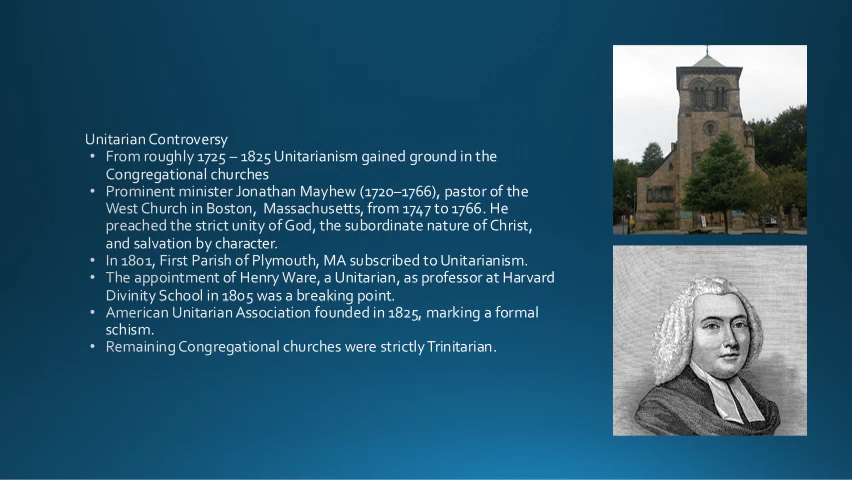 Unitarian Controversy
• From roughly 1725 – 1825 Unitarianism gained ground in the
Congregational churches
• Prominent minister Jonathan Mayhew (1720–1766), pastor of the
West Church in Boston,  Massachusetts, from 1747 to 1766. He
preached the strict unity of God, the subordinate nature of Christ,
and salvation by character.
• In 1801, First Parish of Plymouth, MA subscribed to Unitarianism.
• The appointment of Henry Ware, a Unitarian, as professor at Harvard
Divinity School in 1805 was a breaking point.
• American Unitarian Association founded in 1825, marking a formal
schism.
• Remaining Congregational churches were strictly Trinitarian.